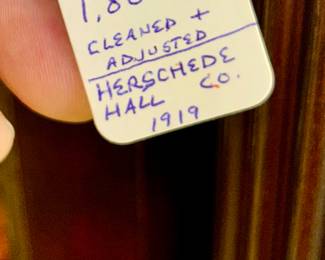 CLEANED +
ADJUSTED
HERSCHEDE
HALL CO.
1919